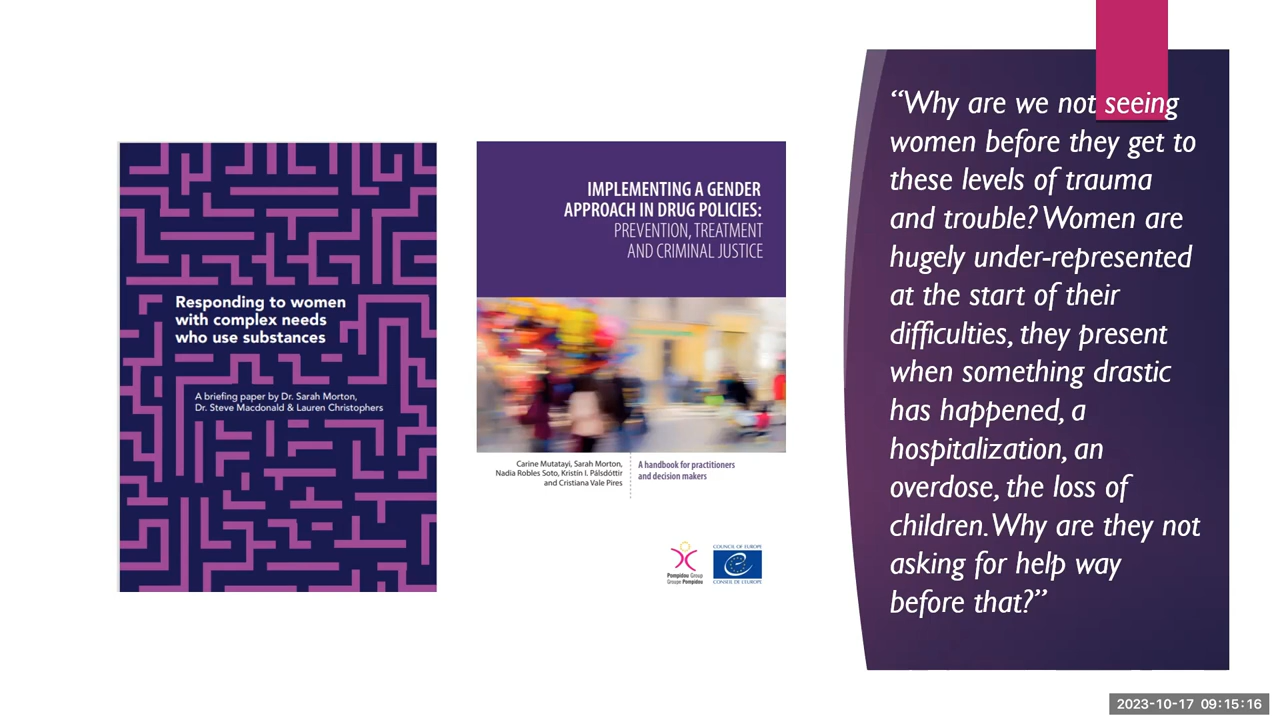 Responding to women
with complex needs
who use substances
A briefing paper by Dr. Sarah Morton,
Dr. Steve Macdonald & Lauren Christophers
IMPLEMENTING A GENDER
APPROACH IN DRUG POLICIES:
PREVENTION, TREATMENT
AND CRIMINAL JUSTICE
Carine Mutatayi, Sarah Morton,
Nadia Robles Soto, Kristín I. Pálsdóttir
and Cristiana Vale Pires
A handbook for practitioners
and decision makers
Pompidou Group
Groupe Pompidou
COUNCIL OF EUROPE
CONSEIL DE L'EUROPE
“Why are we not seeing
women before they get to
these levels of trauma
and trouble? Women are
hugely under-represented
at the start of their
difficulties, they present
when something drastic
has happened, a
hospitalization, an
overdose, the loss of
children. Why are they not
asking for help way
before that?”
2023-10-17 09:15:16